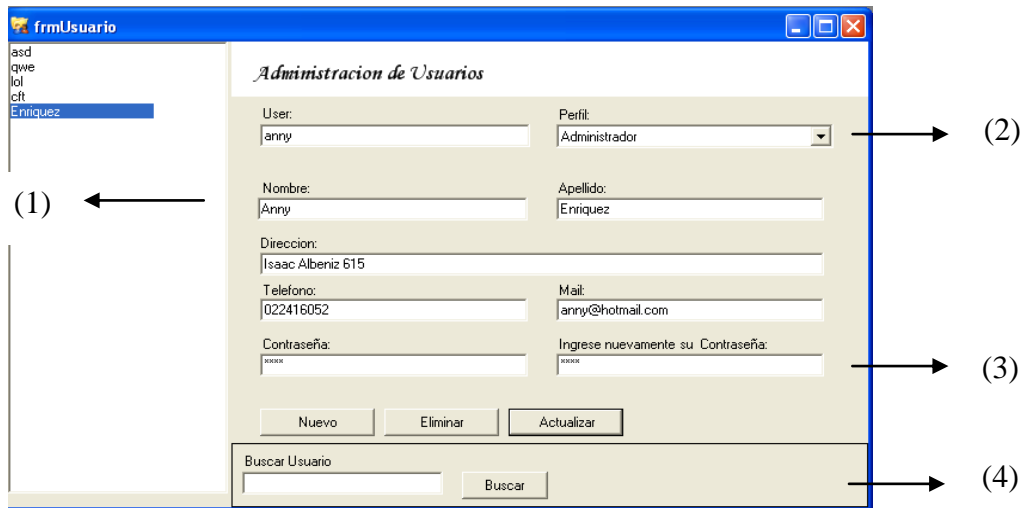 frmUsuario
asd
qwe
lol
cft
Enriquez
Administracion de Usuarios
User:
Perfil:
anny
Administrador
(2)
(1)
Nombre:
Apellido:
Anny
Enriquez
Direccion:
Isaac Albeniz 615
Telefono:
Mail:
022416052
anny@hotmail.com
Contraseña:
Ingrese nuevamente su Contraseña:
****
****
(3)
Nuevo
Eliminar
Actualizar
Buscar Usuario
Buscar
(4)